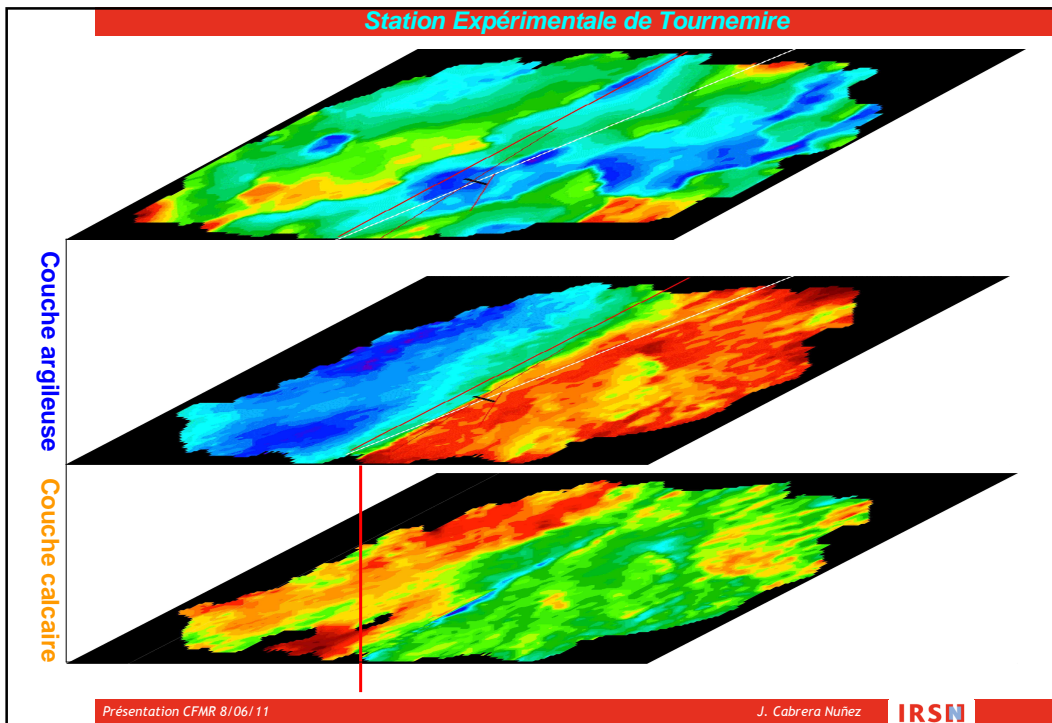 Station Expérimentale de Tournemire
Couche argileuse
Couche calcaire
Présentation CFMR 8/06/11
J. Cabrera Nuñez
IRSN